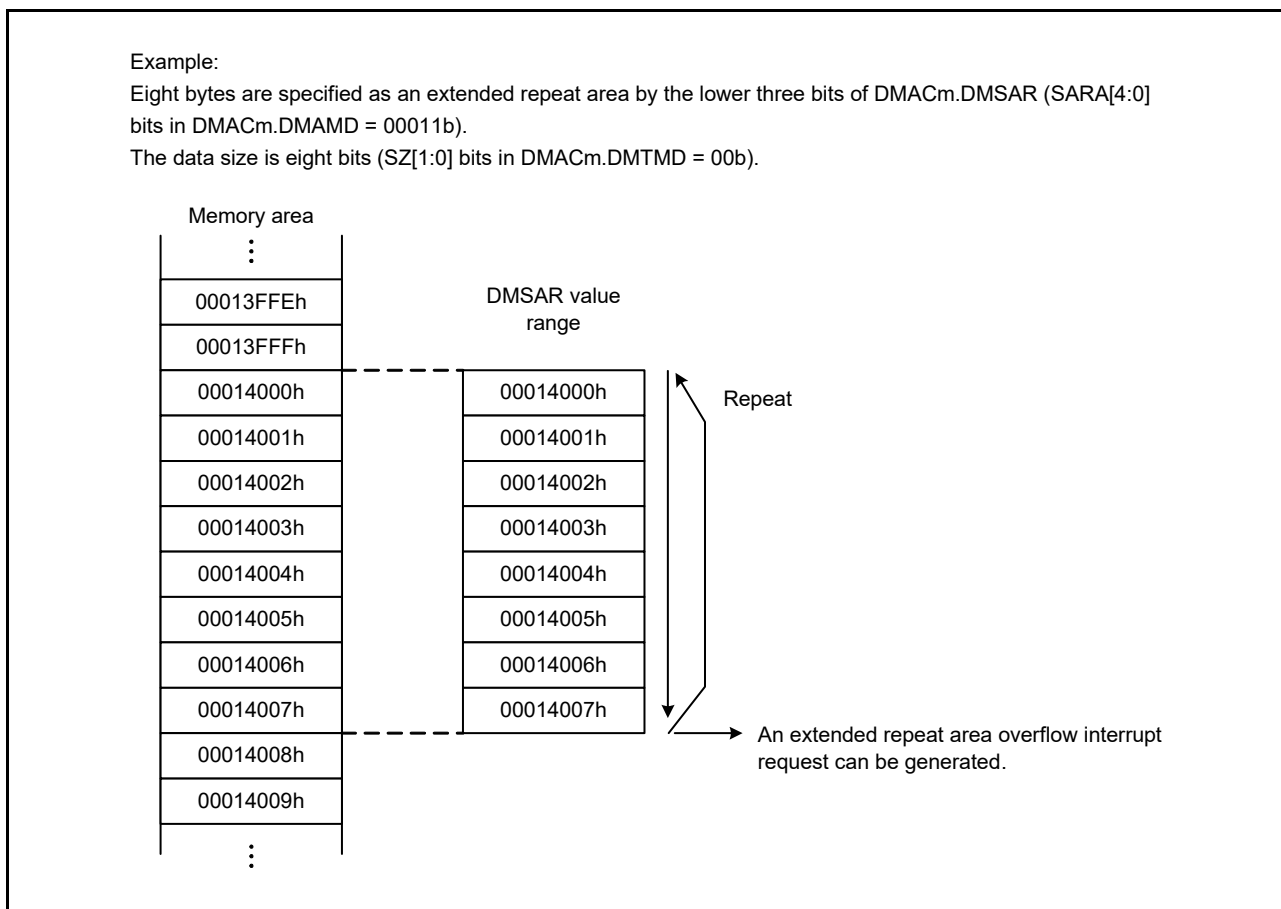 Example:
Eight bytes are specified as an extended repeat area by the lower three bits of DMACm.DMSAR (SARA[4:0]
bits in DMACm.DMAMD = 00011b).
The data size is eight bits (SZ[1:0] bits in DMACm.DMTMD = 00b).
Memory area
00013FFEh
00013FFFh
00014000h
00014001h
00014002h
00014003h
00014004h
00014005h
00014006h
00014007h
00014008h
00014009h
DMSAR value
range
00014000h
00014001h
00014002h
00014003h
00014004h
00014005h
00014006h
00014007h
Repeat
An extended repeat area overflow interrupt
request can be generated.